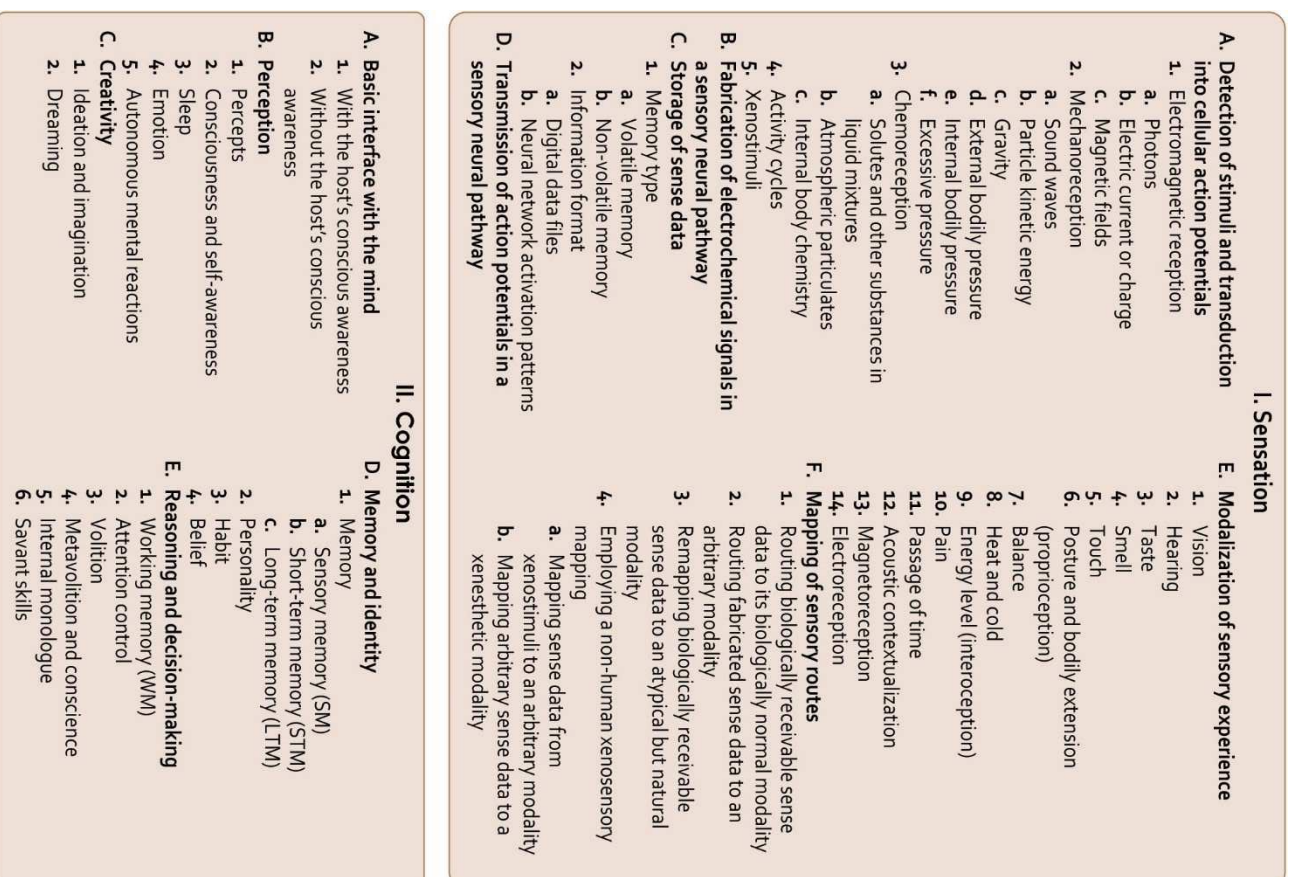 I. Sensation
A. Detection of stimuli and transduction
into cellular action potentials
1. Electromagnetic reception
a. Photons
b. Electric current or charge
c. Magnetic fields
2. Mechanoreception
a. Sound waves
b. Particle kinetic energy
c. Gravity
d. External bodily pressure
e. Internal bodily pressure
f. Excessive pressure
3. Chemoreception
a. Solutes and other substances in
liquid mixtures
b. Atmospheric particulates
c. Internal body chemistry
4. Activity cycles
5. Xenostimuli
B. Fabrication of electrochemical signals in
a sensory neural pathway
C. Storage of sense data
1. Memory type
a. Volatile memory
b. Non-volatile memory
2. Information format
a. Digital data files
b. Neural network activation patterns
D. Transmission of action potentials in a
sensory neural pathway
E. Modalization of sensory experience
1. Vision
2. Hearing
3. Taste
4. Smell
5. Touch
6. Posture and bodily extension
(proprioception)
7. Balance
8. Heat and cold
9. Energy level (interoception)
10. Pain
11. Passage of time
12. Acoustic contextualization
13. Magnetoreception
14. Electroreception
F. Mapping of sensory routes
1. Routing biologically receivable sense
data to its biologically normal modality
2. Routing fabricated sense data to an
arbitrary modality
3. Remapping biologically receivable
sense data to an atypical but natural
modality
4. Employing a non-human xenosensory
mapping
a. Mapping sense data from
xenostimuli to an arbitrary modality
b. Mapping arbitrary sense data to a
xenesthetic modality
II. Cognition
A. Basic interface with the mind
1. With the host's conscious awareness
2. Without the host's conscious
awareness
B. Perception
1. Percepts
2. Consciousness and self-awareness
3. Sleep
4. Emotion
5. Autonomous mental reactions
C. Creativity
1. Ideation and imagination
2. Dreaming
D. Memory and identity
1. Memory
a. Sensory memory (SM)
b. Short-term memory (STM)
c. Long-term memory (LTM)
2. Personality
3. Habit
4. Belief
E. Reasoning and decision-making
1. Working memory (WM)
2. Attention control
3. Volition
4. Metavolition and conscience
5. Internal monologue
6. Savant skills